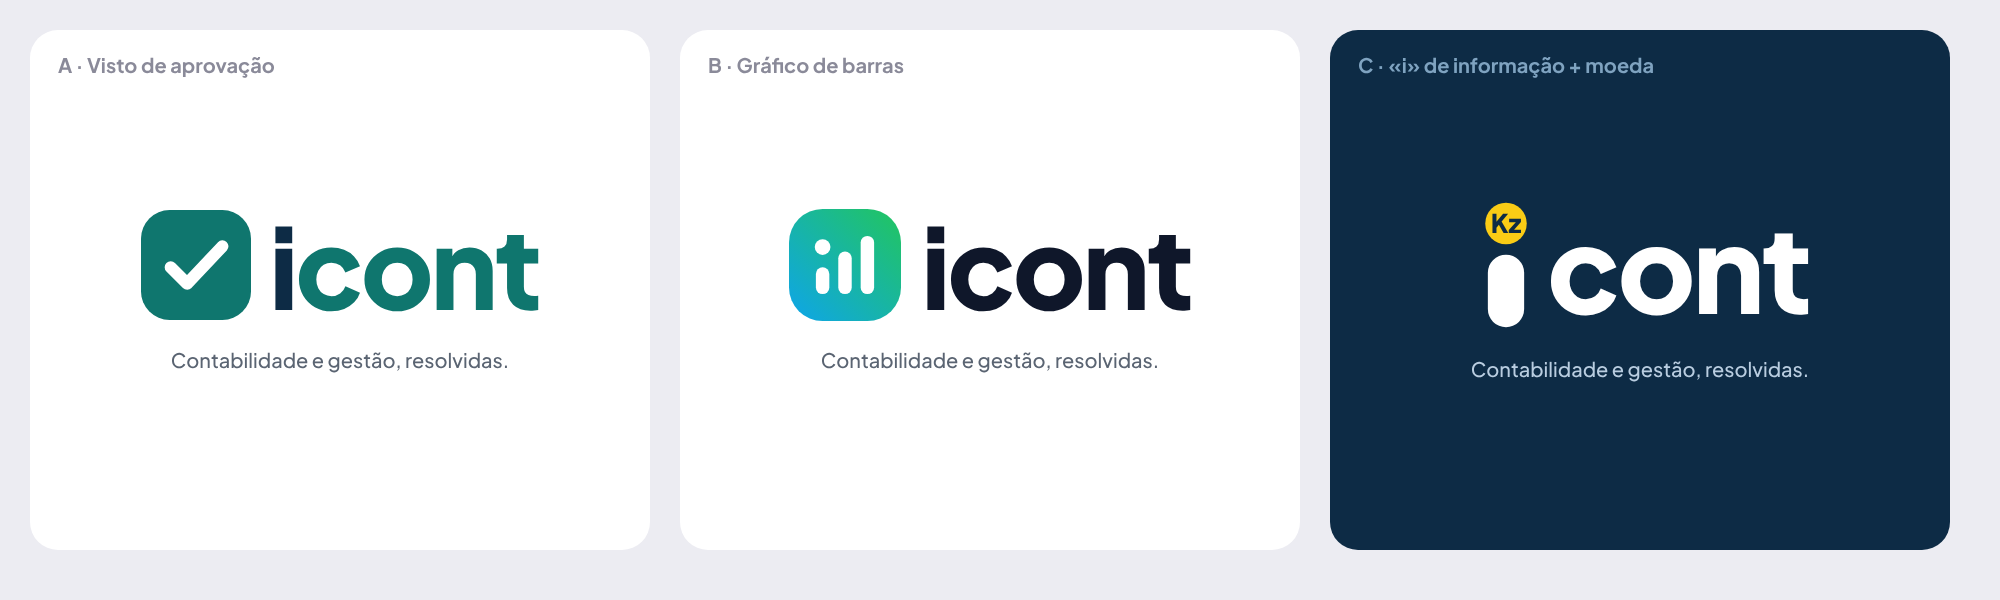 A · Visto de aprovação
icont
Contabilidade e gestão, resolvidas.
B · Gráfico de barras
icont
Contabilidade e gestão, resolvidas.
C · «i» de informação + moeda
Kz
icont
Contabilidade e gestão, resolvidas.